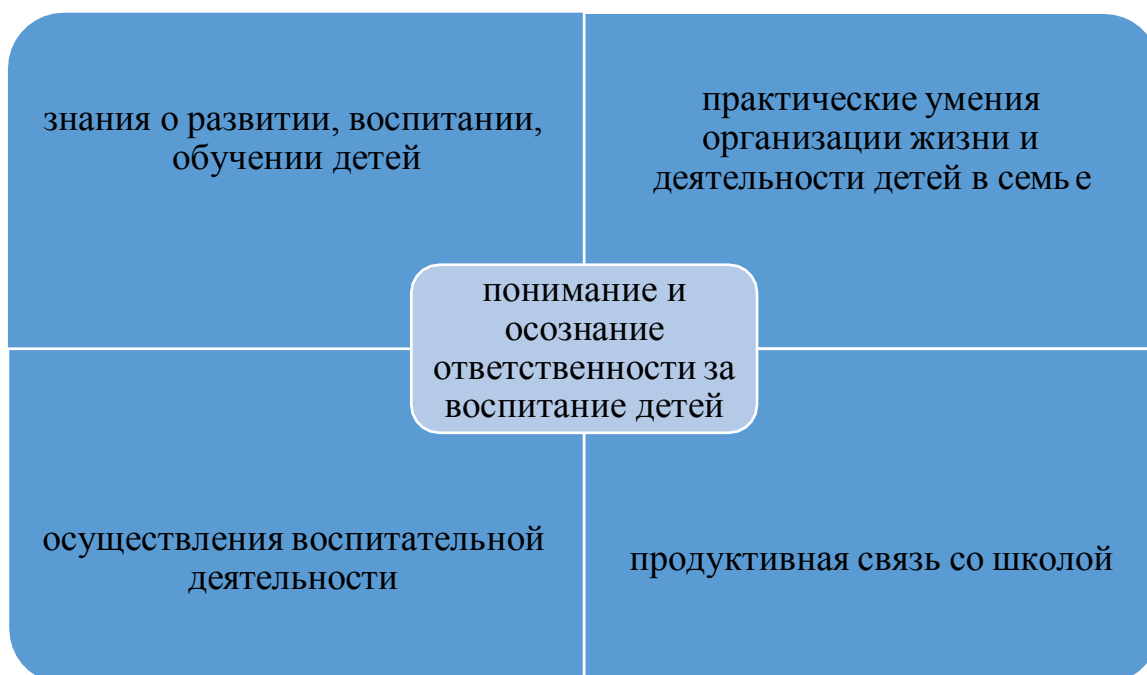 знания о развитии, воспитании,
обучении детей
практические умения
организации жизни и
деятельности детей в семье
понимание и
осознание
ответственности за
воспитание детей
осуществления воспитательной
деятельности
продуктивная связь со школой